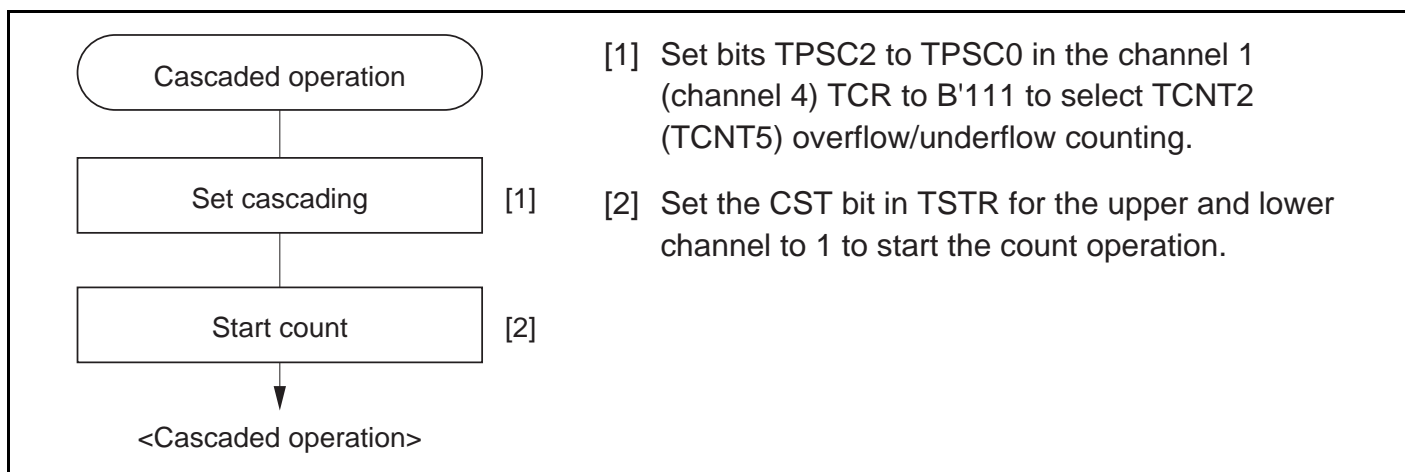 Cascaded operation
Set cascading [1]
Start count [2]
<Cascaded operation>
[1] Set bits TPSC2 to TPSC0 in the channel 1
(channel 4) TCR to B'111 to select TCNT2
(TCNT5) overflow/underflow counting.
[2] Set the CST bit in TSTR for the upper and lower
channel to 1 to start the count operation.